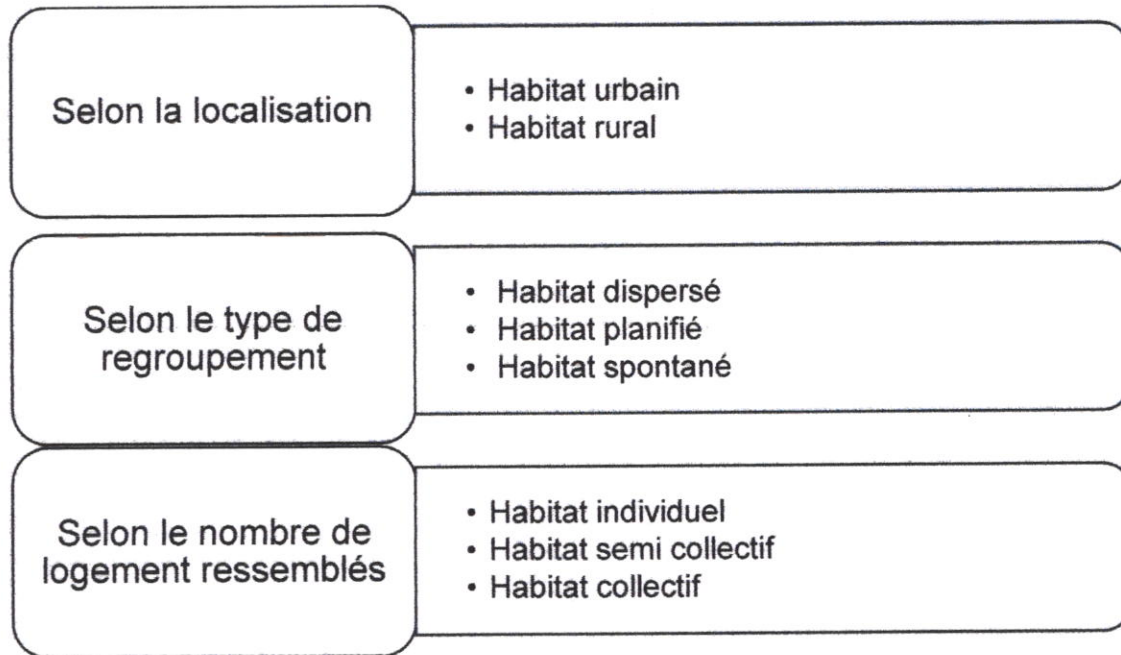 Selon la localisation
• Habitat urbain
• Habitat rural
Selon le type de
regroupement
• Habitat dispersé
• Habitat planifié
• Habitat spontané
Selon le nombre de
logement ressemblés
• Habitat individuel
• Habitat semi collectif
• Habitat collectif